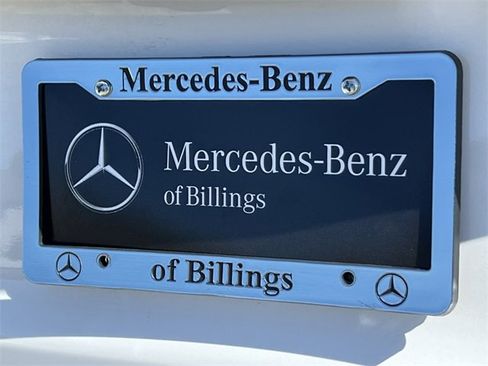 Mercedes-Benz
Mercedes-Benz
of Billings
of Billings